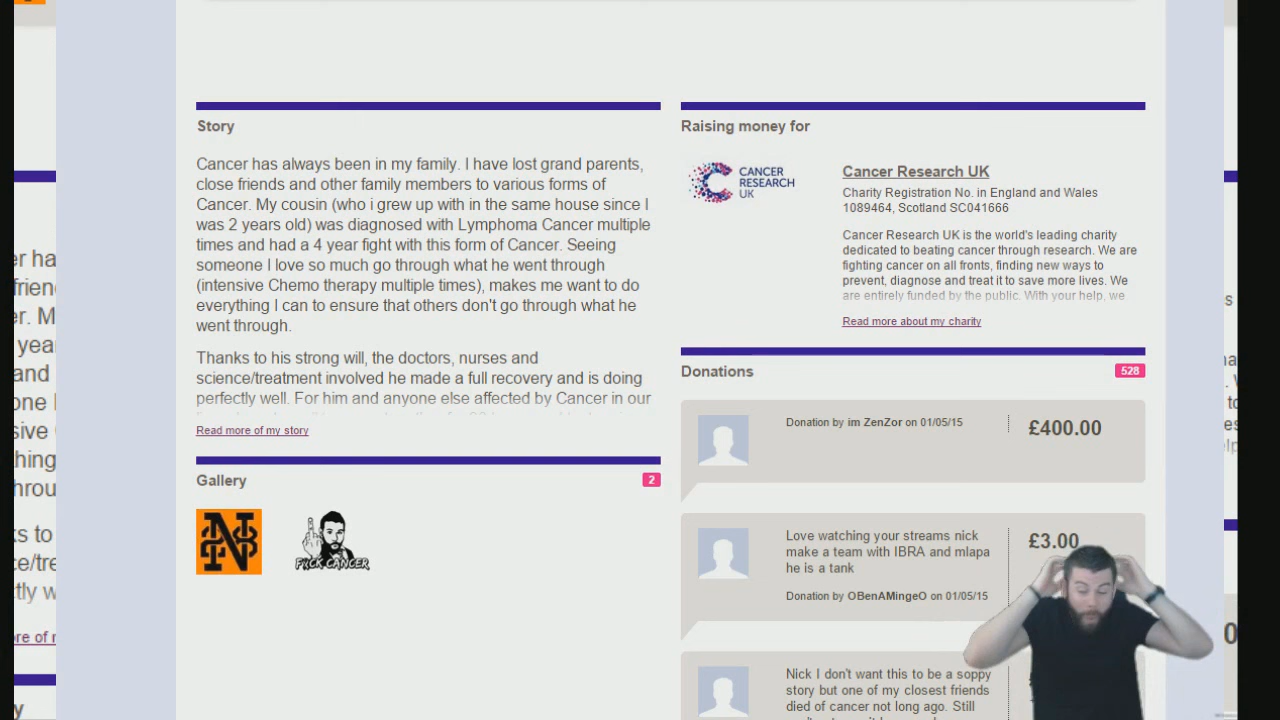 Story
Cancer has always been in my family. I have lost grand parents,
close friends and other family members to various forms of
Cancer. My cousin (who i grew up with in the same house since I
was 2 years old) was diagnosed with Lymphoma Cancer multiple
times and had a 4 year fight with this form of Cancer. Seeing
someone I love so much go through what he went through
(intensive Chemo therapy multiple times), makes me want to do
everything I can to ensure that others don't go through what he
went through.
Thanks to his strong will, the doctors, nurses and
science/treatment involved he made a full recovery and is doing
perfectly well. For him and anyone else affected by Cancer in our
Read more of my story
Gallery
2
FUCK CANCER
Raising money for
CANCER
RESEARCH
UK
Cancer Research UK
Charity Registration No. in England and Wales
1089464, Scotland SC041666
Cancer Research UK is the world's leading charity
dedicated to beating cancer through research. We are
fighting cancer on all fronts, finding new ways to
prevent, diagnose and treat it to save more lives. We
are entirely funded by the public. With your help, we
Read more about my charity
Donations
528
Donation by im ZenZor on 01/05/15
£400.00
Love watching your streams nick
make a team with IBRA and mlapa
he is a tank
£3.00
Donation by OBenAMingeO on 01/05/15
Nick I don't want this to be a soppy
story but one of my closest friends
died of cancer not long ago. Still